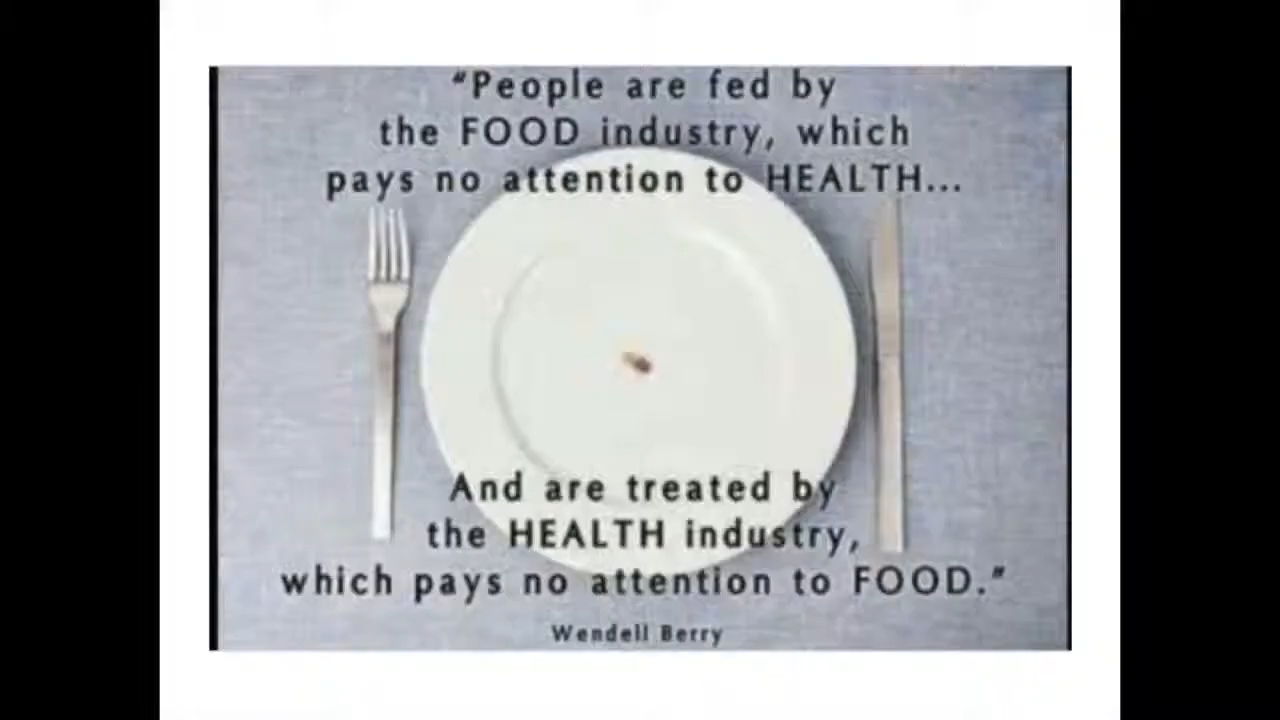 “People are fed by
the FOOD industry, which
pays no attention to HEALTH...
And are treated by
the HEALTH industry,
which pays no attention to FOOD.”
Wendell Berry